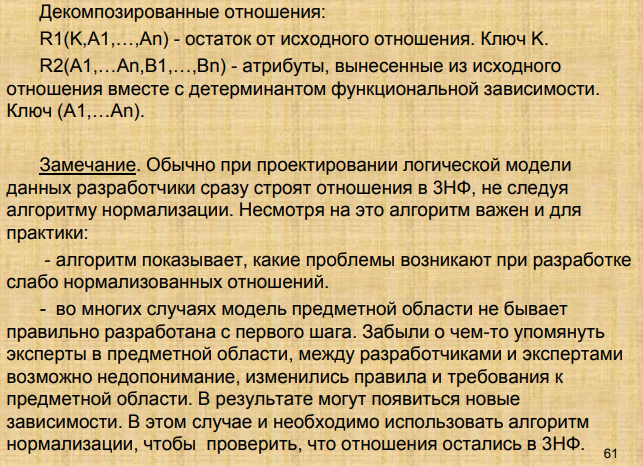 Декомпозированные отношения:
R1(K,A1,…,An) - остаток от исходного отношения. Ключ K.
R2(A1,…An,B1,…,Bn) - атрибуты, вынесенные из исходного
отношения вместе с детерминантом функциональной зависимости.
Ключ (A1,…An).
Замечание. Обычно при проектировании логической модели
данных разработчики сразу строят отношения в 3НФ, не следуя
алгоритму нормализации. Несмотря на это алгоритм важен и для
практики:
- алгоритм показывает, какие проблемы возникают при разработке
слабо нормализованных отношений.
- во многих случаях модель предметной области не бывает
правильно разработана с первого шага. Забыли о чем-то упомянуть
эксперты в предметной области, между разработчиками и экспертами
возможно недопонимание, изменились правила и требования к
предметной области. В результате могут появиться новые
зависимости. В этом случае и необходимо использовать алгоритм
нормализации, чтобы проверить, что отношения остались в 3НФ.
61